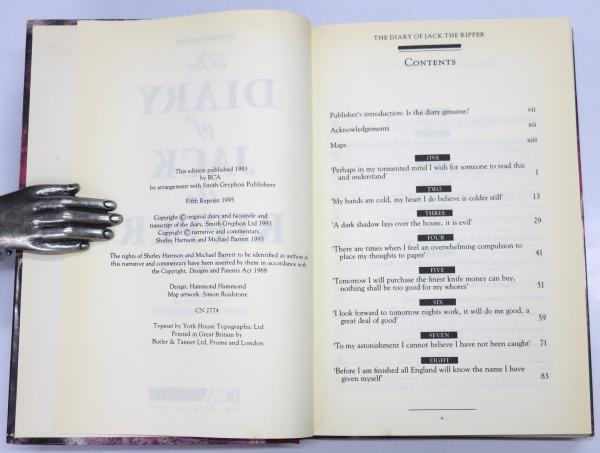 This edition published 1993
by BCA
by arrangement with Smith Gryphon Publishers
Fifth Reprint 1995
Copyright © original diary and facsimile and
transcript of the diary, Smith Gryphon Ltd 1993
Copyright © narrative and commentary,
Shirley Harrison and Michael Barrett 1993
The rights of Shirley Harrison and Michael Barrett to be identified as authors of
this narrative and commentary have been asserted by them in accordance with
the Copyright, Designs and Patents Act 1988
Design: Hammond Hammond
Map artwork: Simon Roulstone
CN 2774
Typeset by York House Typographic Ltd
Printed in Great Britain by
Butler & Tanner Ltd, Frome and London
THE DIARY OF JACK THE RIPPER
CONTENTS
Publisher's introduction: Is the diary genuine? vii
Acknowledgements xii
Maps xiii
ONE
'Perhaps in my tormented mind I wish for someone to read this
and understand' 1
TWO
'My hands are cold, my heart I do believe is colder still' 13
THREE
'A dark shadow lays over the house, it is evil' 29
FOUR
'There are times when I feel an overwhelming compulsion to
place my thoughts to paper' 41
FIVE
'Tomorrow I will purchase the finest knife money can buy,
nothing shall be too good for my whores' 51
SIX
'I look forward to tomorrow nights work, it will do me good, a
great deal of good' 59
SEVEN
'To my astonishment I cannot believe I have not been caught' 71
EIGHT
'Before I am finished all England will know the name I have
given myself' 83
The
DIARY
of
JACK
BCA